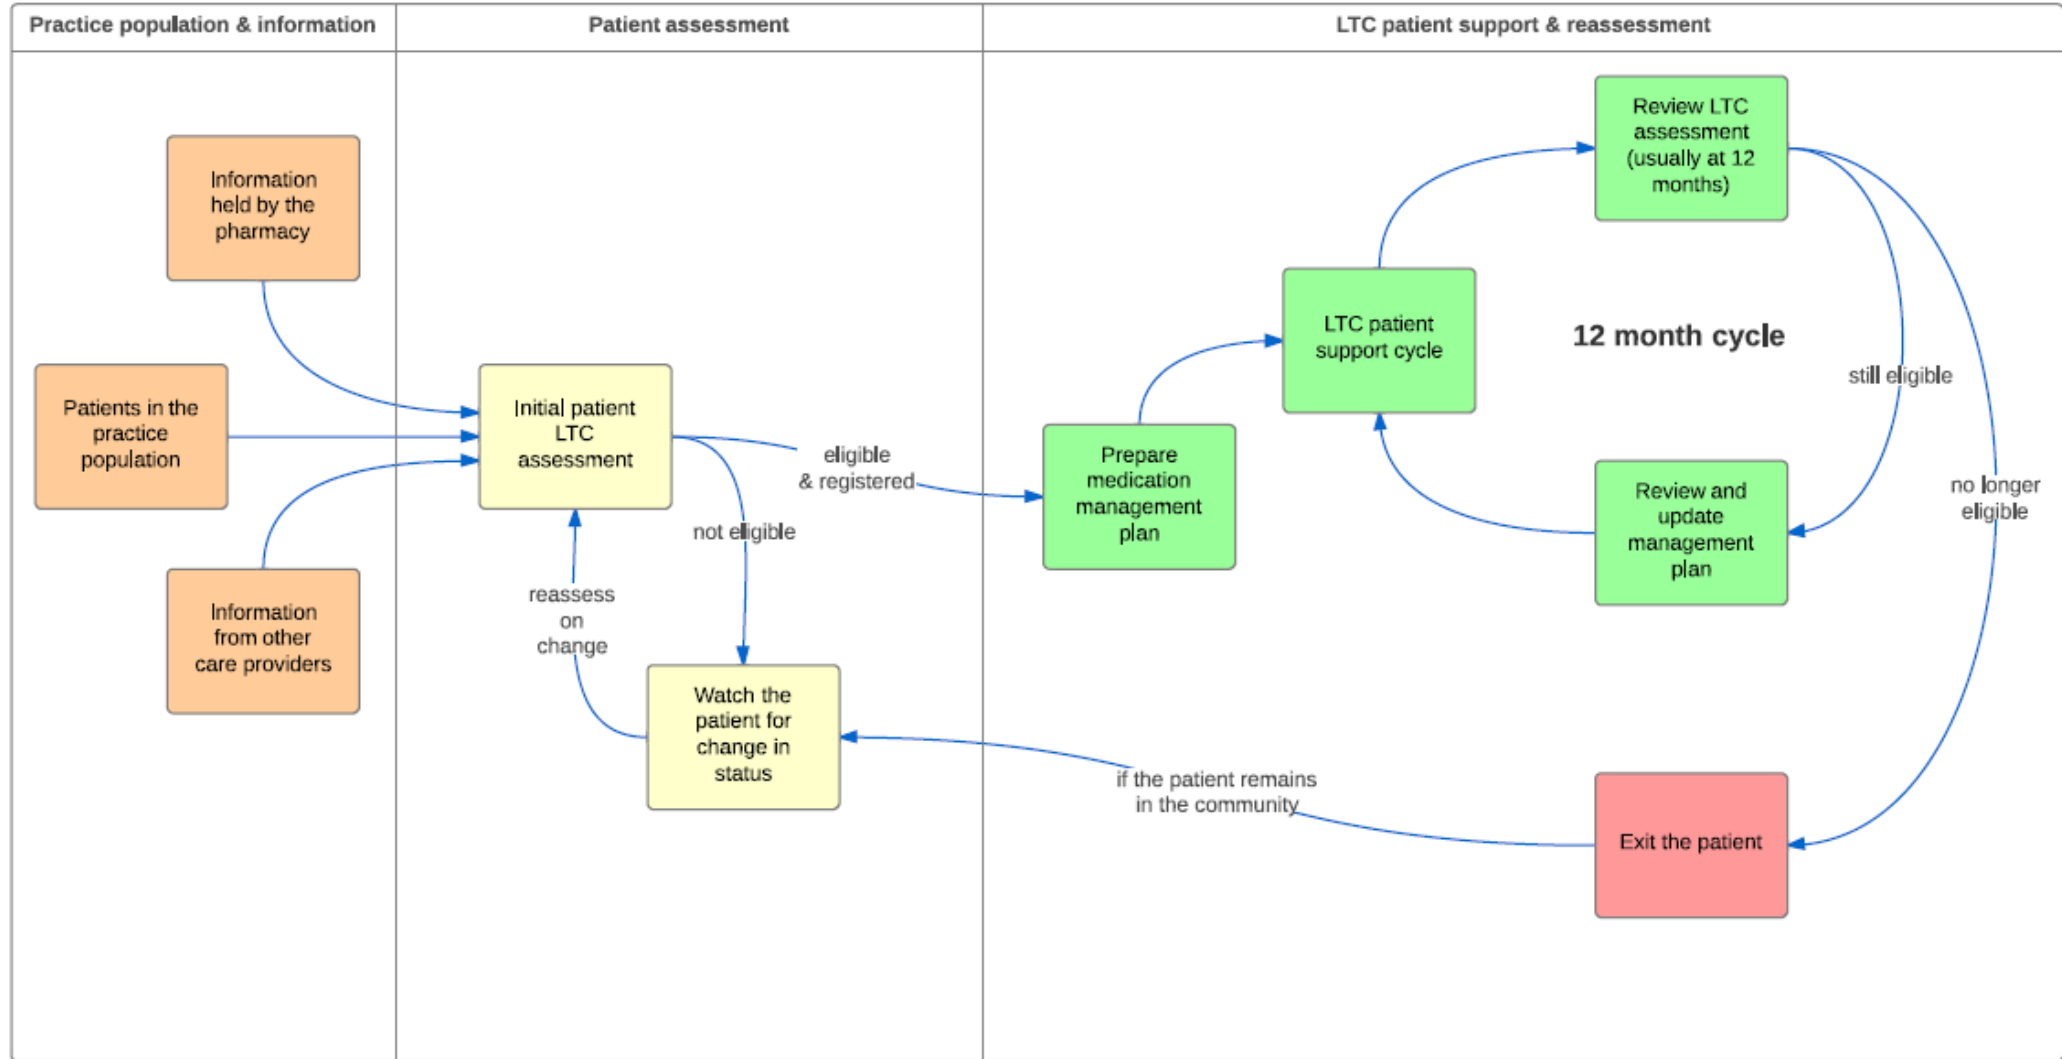 Practice population & information
Patient assessment
LTC patient support & reassessment
Information
held by the
pharmacy
Patients in the
practice
population
Information
from other
care providers
Initial patient
LTC
assessment
not eligible
reassess
on
change
Watch the
patient for
change in
status
eligible
& registered
Prepare
medication
management
plan
LTC patient
support cycle
Review LTC
assessment
(usually at 12
months)
12 month cycle
still eligible
Review and
update
management
plan
no longer
eligible
if the patient remains
in the community
Exit the patient